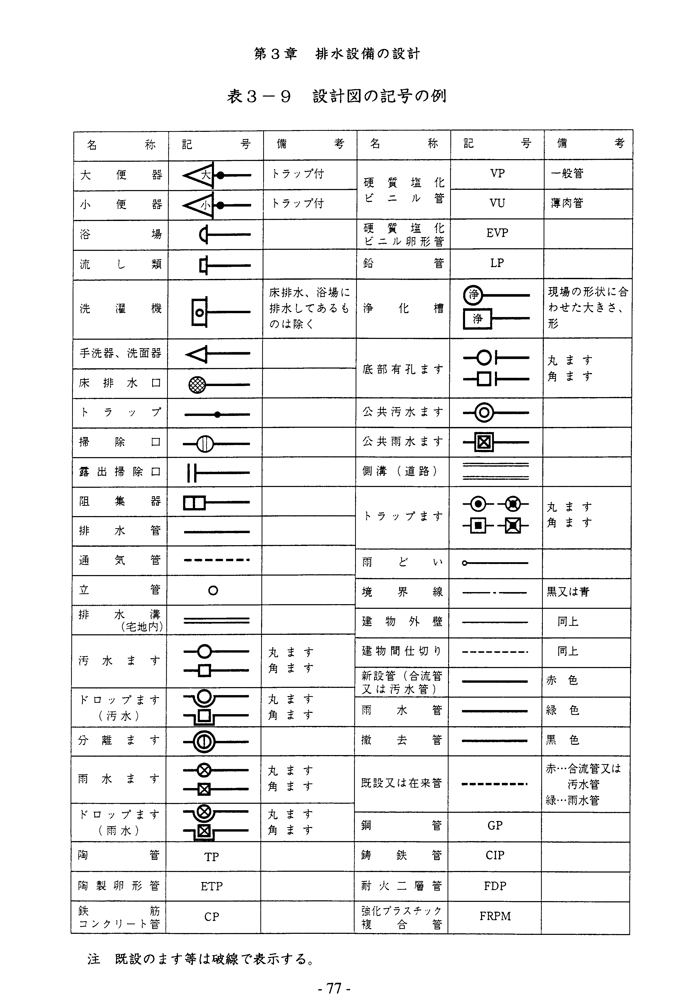 第３章　排水設備の設計
表３－９　設計図の記号の例
名称 記号 備考 名称 記号 備考
大便器 大 トラップ付
小便器 小 トラップ付
硬質塩化
ビニル管
VP 一般管
VU 薄肉管
浴場
硬質塩化
ビニル卵形管
EVP
流し類 鉛管 LP
洗濯機
床排水、浴場に
排水してあるも
のは除く
浄化槽
浄
浄
現場の形状に合
わせた大きさ、
形
手洗器、洗面器
床排水口
底部有孔ます
丸ます
角ます
トラップ 公共汚水ます
掃除口 公共雨水ます
露出掃除口 側溝（道路）
阻集器
排水管
トラップます
丸ます
角ます
通気管 雨どい
立管 境界線 黒又は青
排水溝
（宅地内）
建物外壁 同上
汚水ます
丸ます
角ます
建物間仕切り 同上
新設管（合流管
又は汚水管）
赤色
ドロップます
（汚水）
丸ます
角ます
雨水管 緑色
分離ます 撤去管 黒色
雨水ます
丸ます
角ます
既設又は在来管
赤…合流管又は
汚水管
緑…雨水管
ドロップます
（雨水）
丸ます
角ます
鋼管 GP
陶管 TP 鋳鉄管 CIP
陶製卵形管 ETP 耐火二層管 FDP
鉄筋
コンクリート管
CP
強化プラスチック
複合管
FRPM
注　既設のます等は破線で表示する。
- 77 -